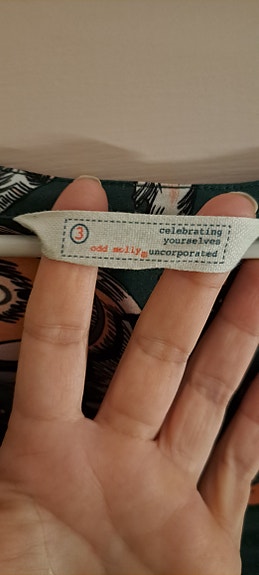 3
celebrating
yourselves
odd molly® uncorporated